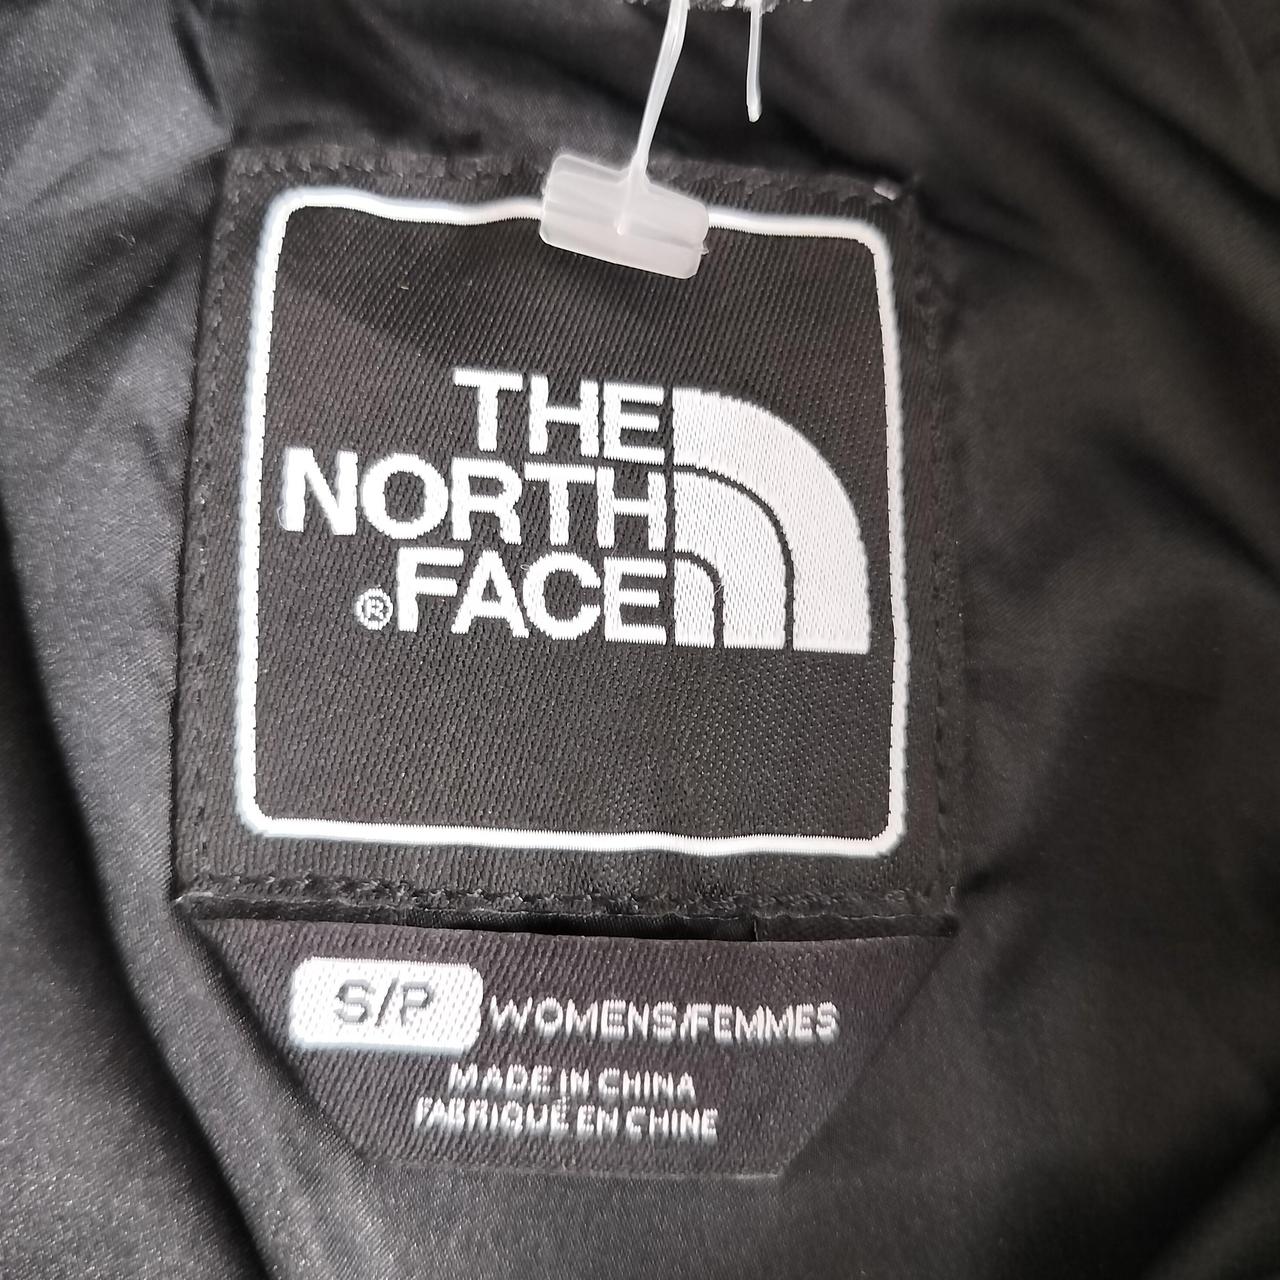 THE
NORTH
®FACE
S/P WOMENS/FEMMES
MADE IN CHINA
FABRIQUÉ EN CHINE